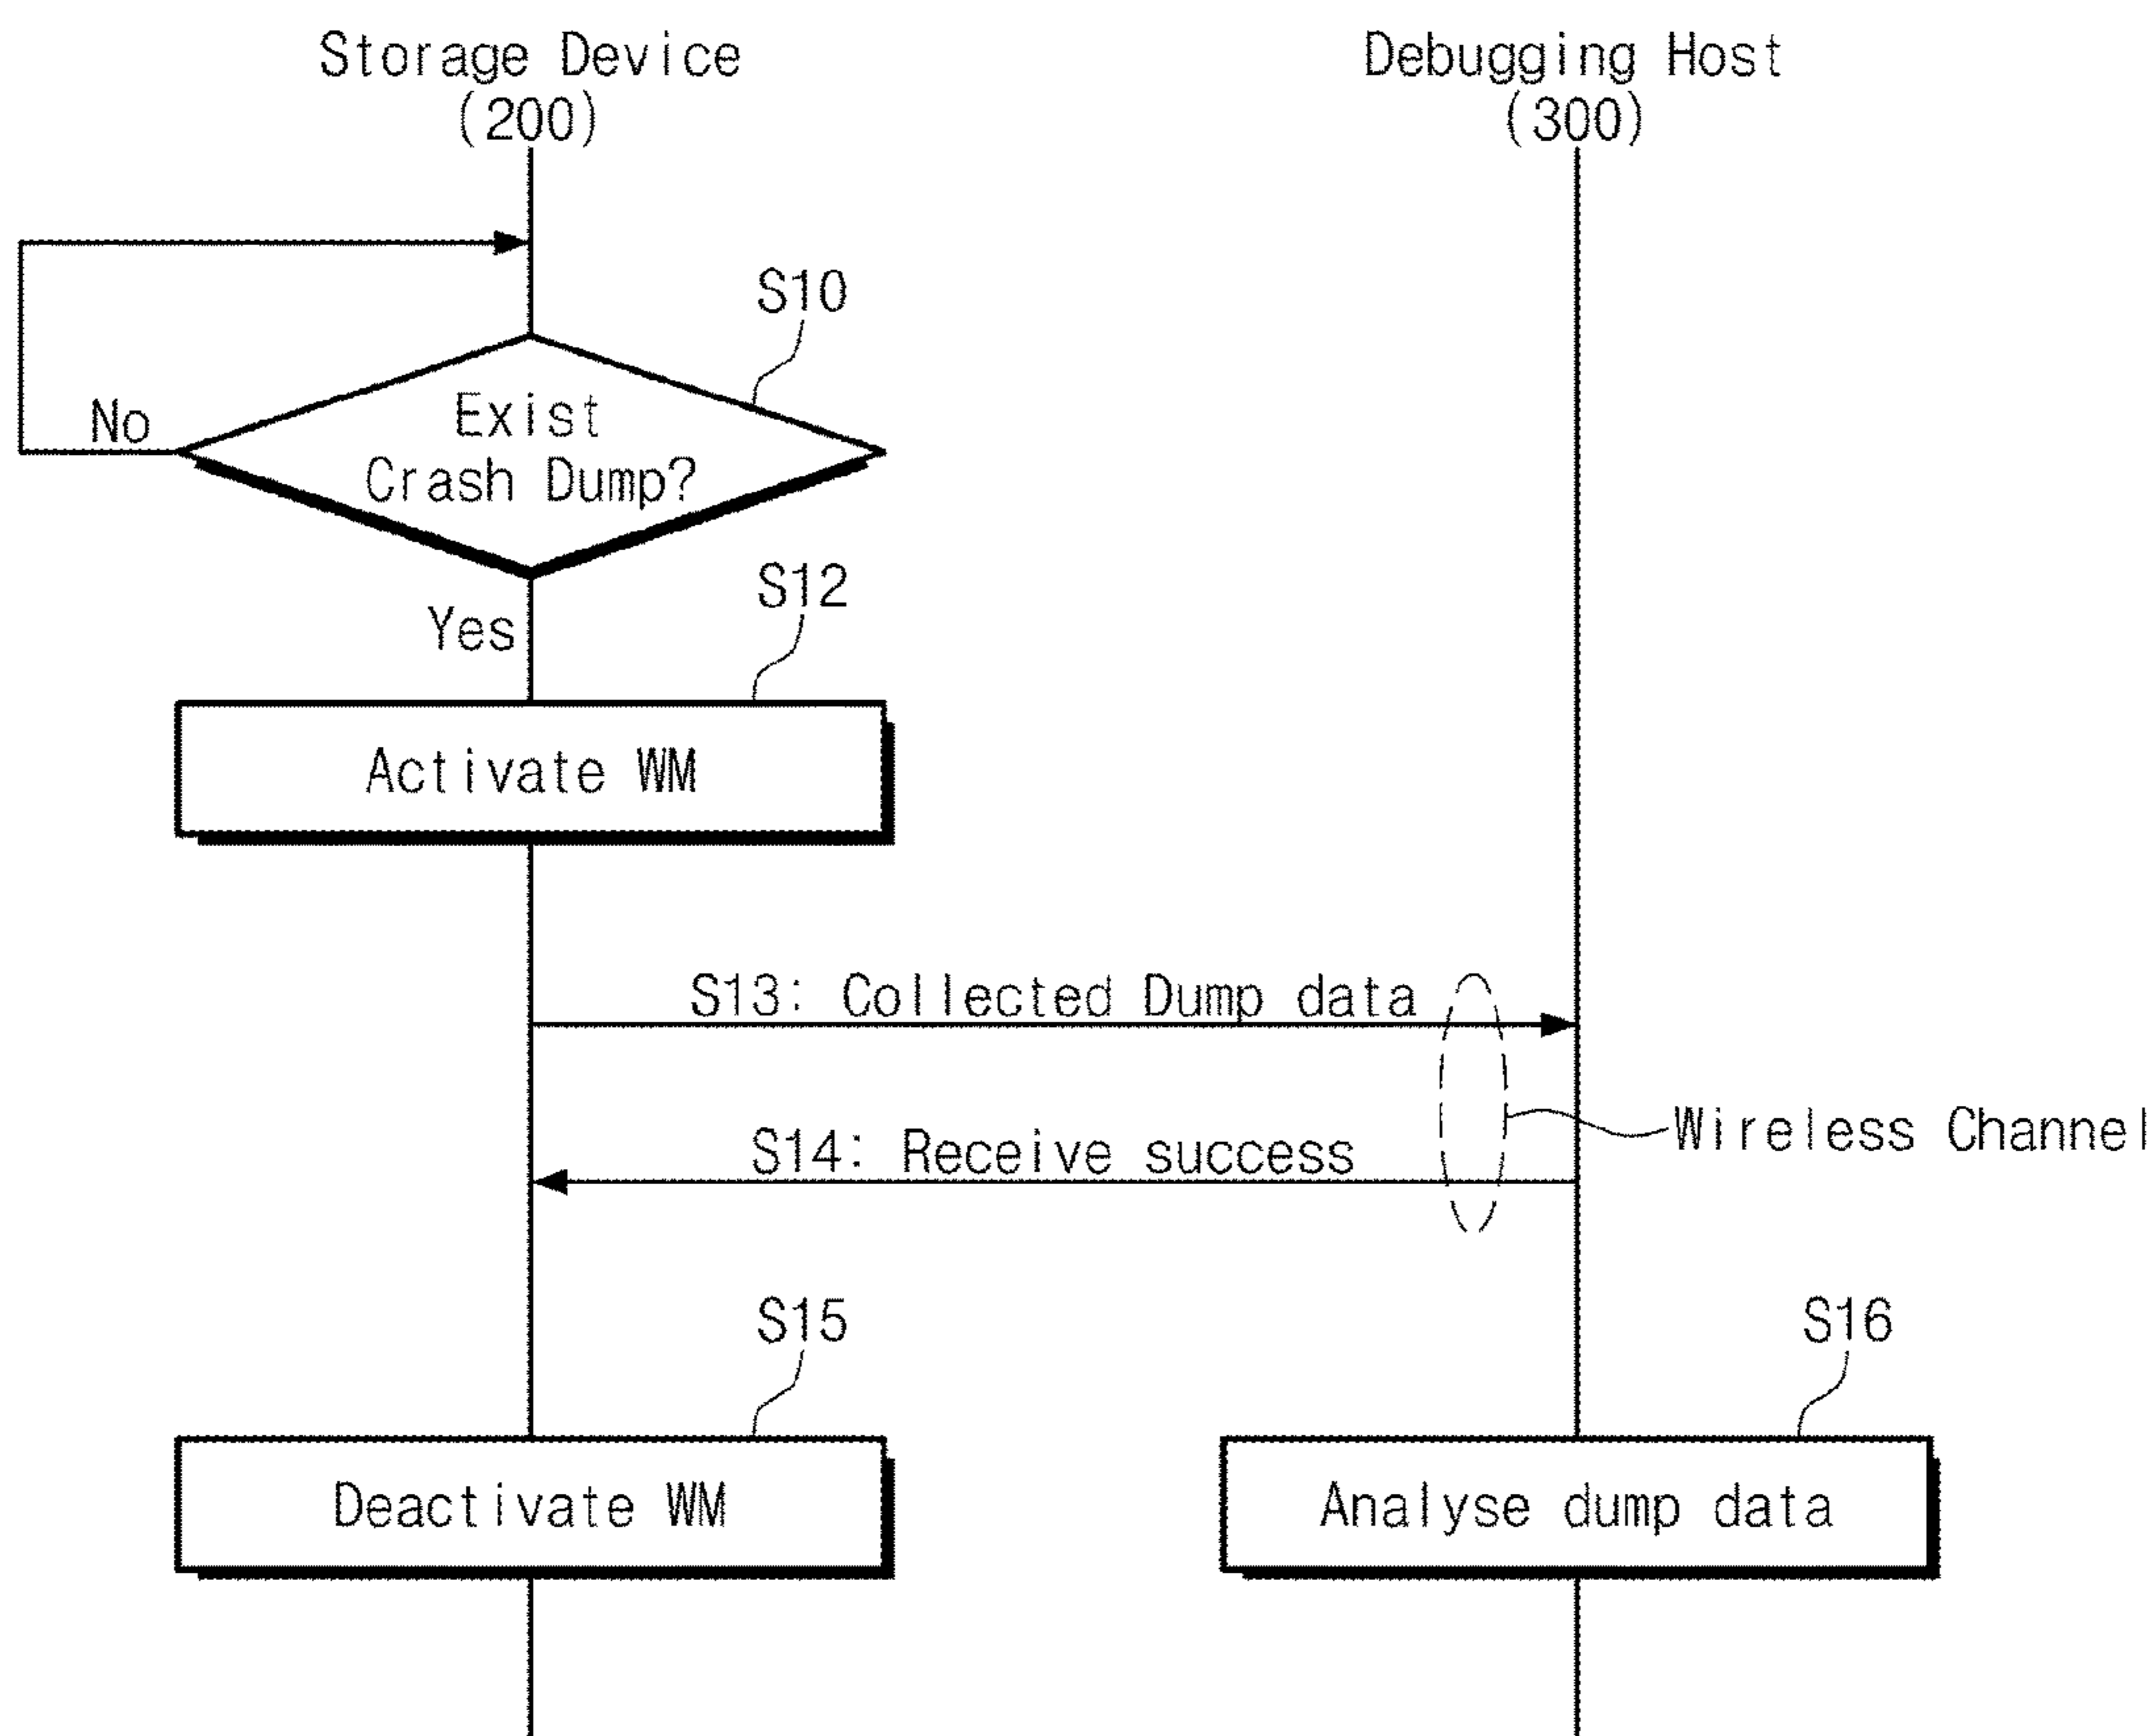 Storage Device
(200)
Debugging Host
(300)
S10
No
Exist
Crash Dump?
S12
Yes
Activate WM
S13: Collected Dump data
Wireless Channel
S14: Receive success
S15
S16
Deactivate WM
Analyse dump data